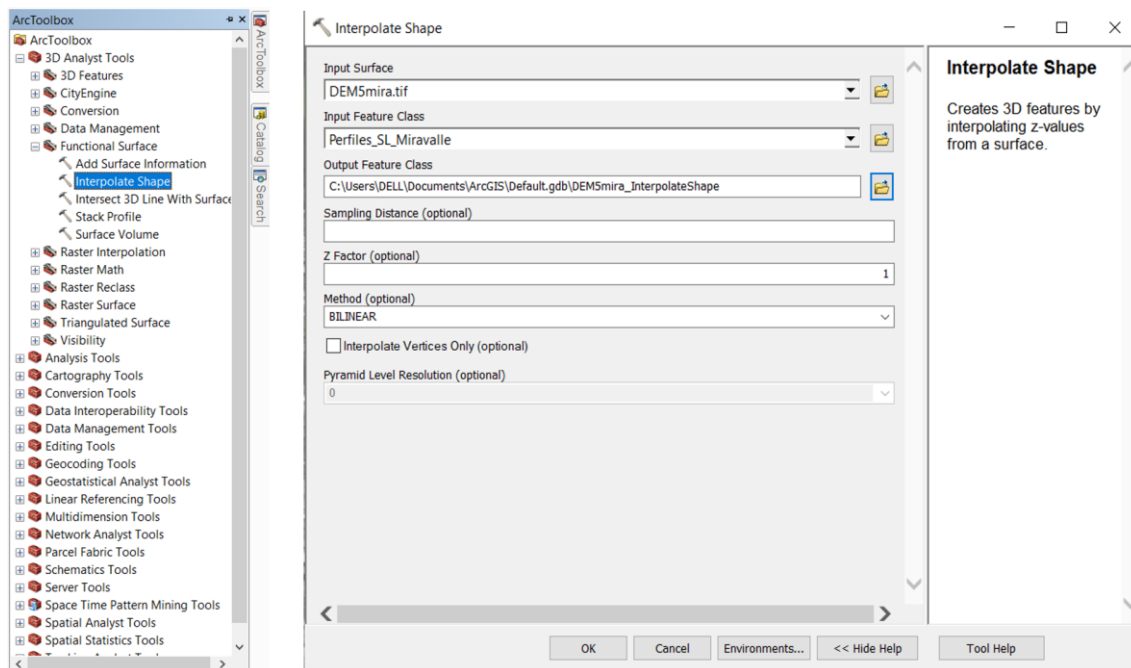 ArcToolbox
ArcToolbox
3D Analyst Tools
3D Features
CityEngine
Conversion
Data Management
Functional Surface
Add Surface Information
Interpolate Shape
Intersect 3D Line With Surface
Stack Profile
Surface Volume
Raster Interpolation
Raster Math
Raster Reclass
Raster Surface
Triangulated Surface
Visibility
Analysis Tools
Cartography Tools
Conversion Tools
Data Interoperability Tools
Data Management Tools
Editing Tools
Geocoding Tools
Geostatistical Analyst Tools
Linear Referencing Tools
Multidimension Tools
Network Analyst Tools
Parcel Fabric Tools
Schematics Tools
Server Tools
Space Time Pattern Mining Tools
Spatial Analyst Tools
Spatial Statistics Tools
ArcToolbox
Catalog
Search
Interpolate Shape
Input Surface
DEM5mira.tif
Input Feature Class
Perfiles_SL_Miravalle
Output Feature Class
C:\Users\DELL\Documents\ArcGIS\Default.gdb\DEM5mira_InterpolateShape
Sampling Distance (optional)
Z Factor (optional)
1
Method (optional)
BILINEAR
Interpolate Vertices Only (optional)
Pyramid Level Resolution (optional)
0
OK
Cancel
Environments...
<< Hide Help
Tool Help
Interpolate Shape
Creates 3D features by
interpolating z-values
from a surface.